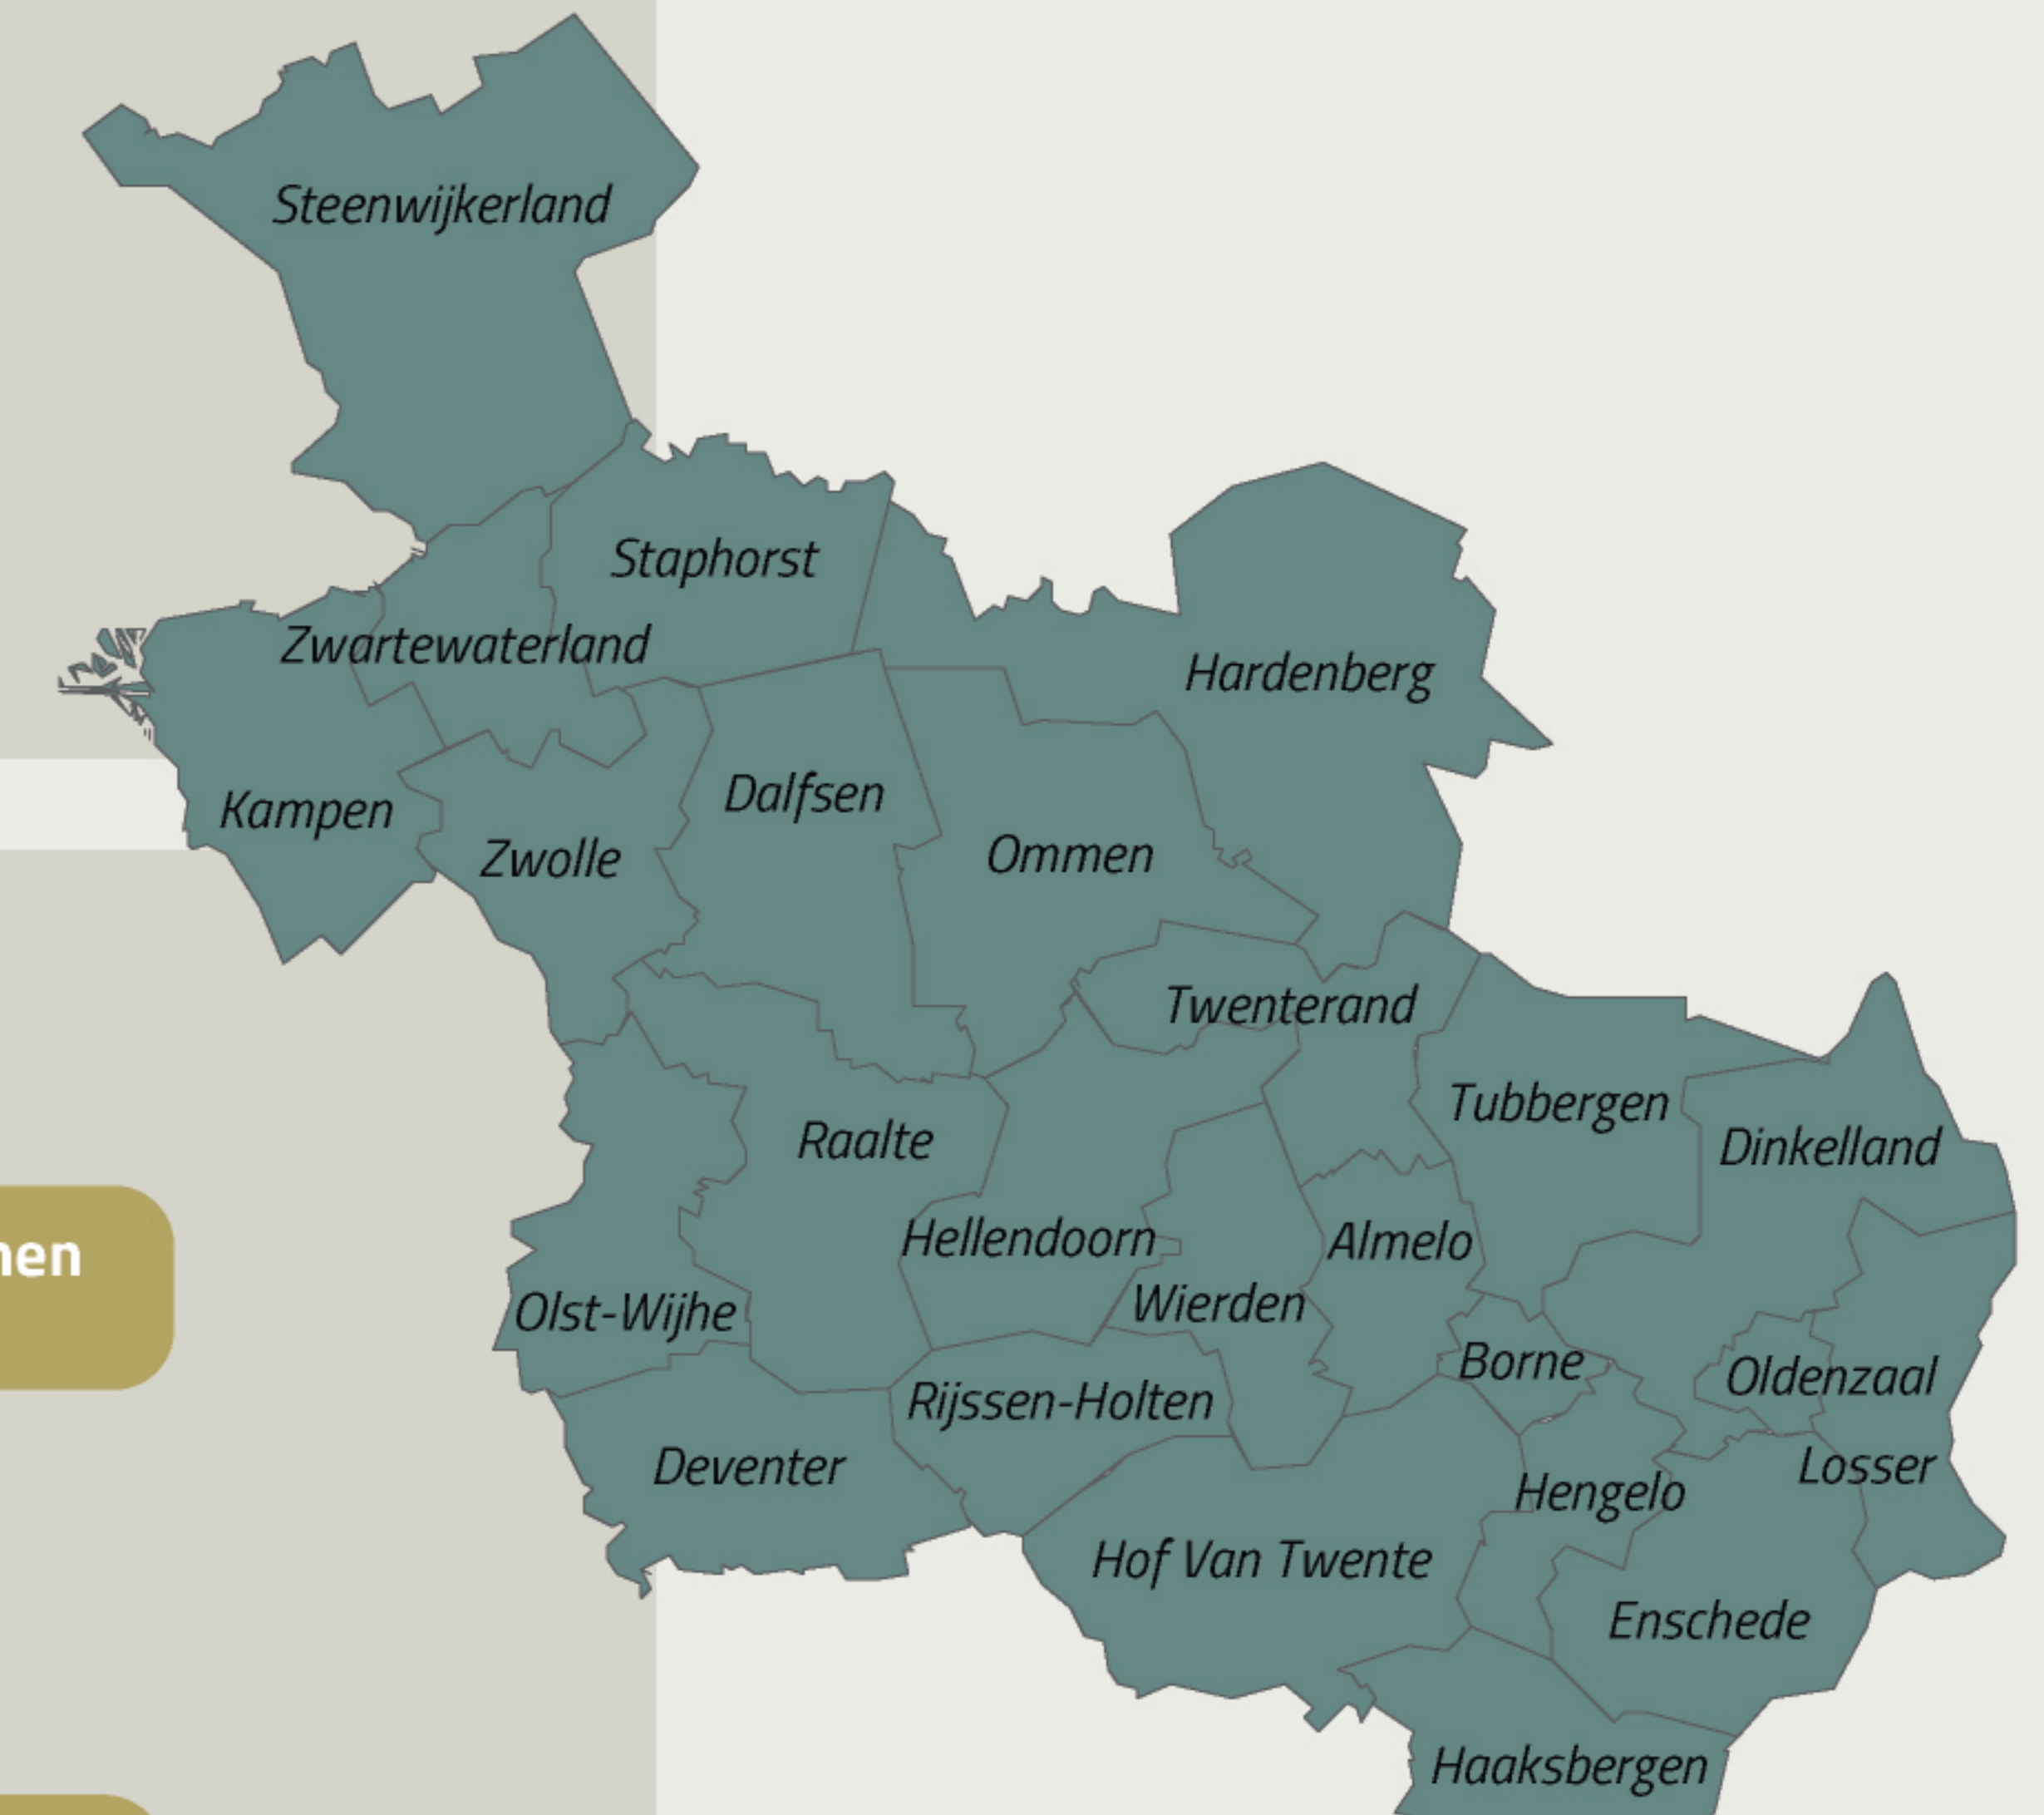 Steenwijkerland
Staphorst
Zwartewaterland
Hardenberg
Kampen
Dalfsen
Zwolle
Ommen
Twenterand
Tubbergen
Raalte
Dinkelland
Hellendoorn
Almelo
Olst-Wijhe
Wierden
Borne
Oldenzaal
Rijssen-Holten
Deventer
Losser
Hengelo
Hof Van Twente
Enschede
Haaksbergen